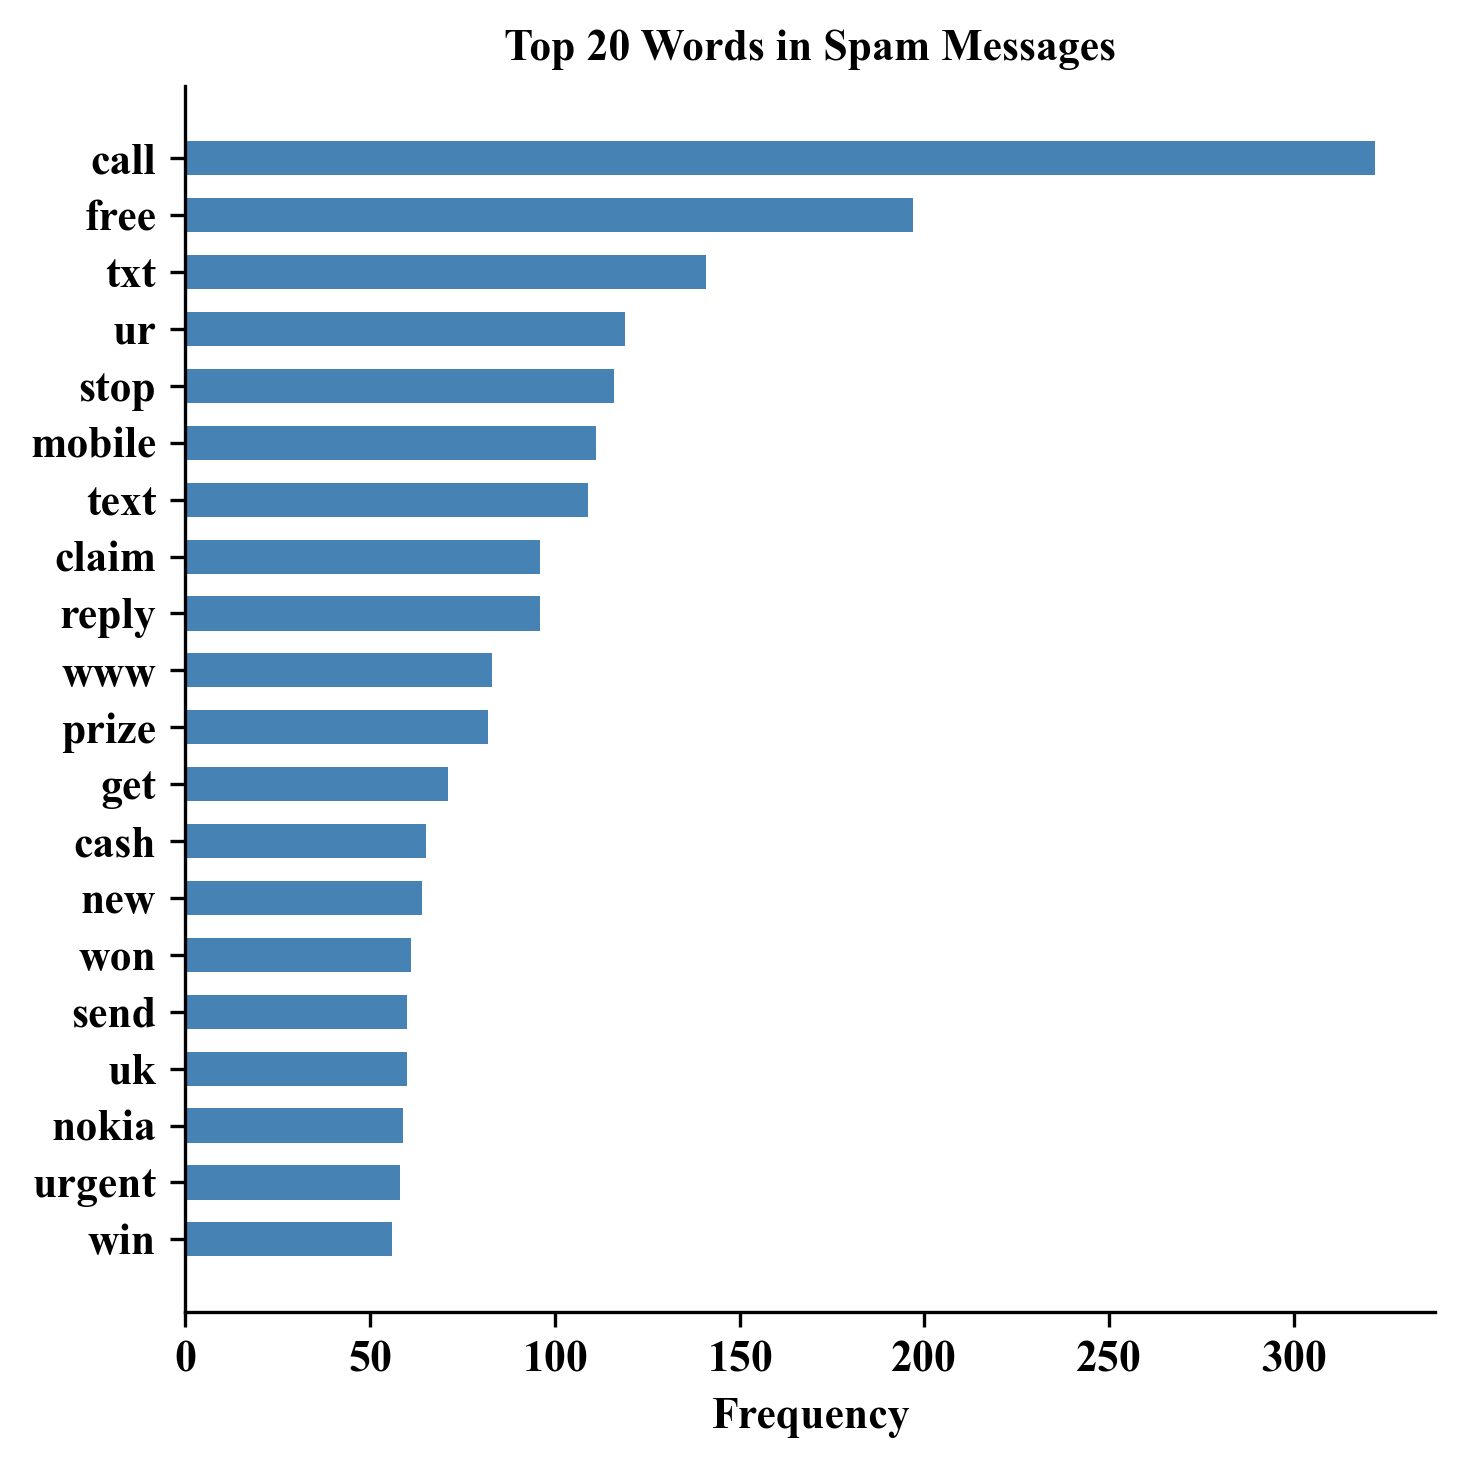 Top 20 Words in Spam Messages
call
free
txt
ur
stop
mobile
text
claim
reply
www
prize
get
cash
new
won
send
uk
nokia
urgent
win
0 50 100 150 200 250 300
Frequency